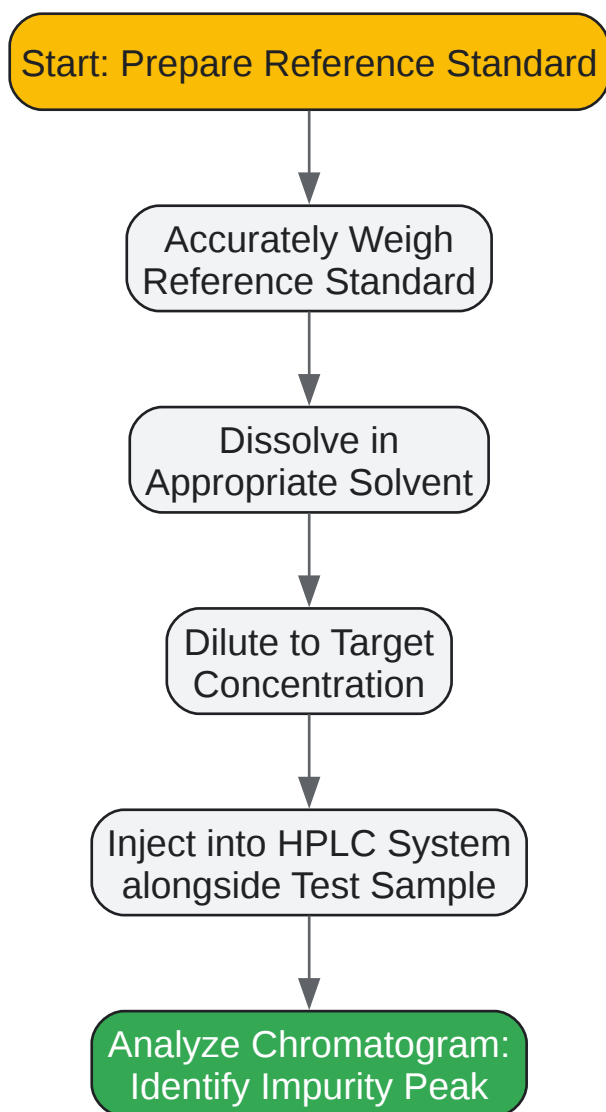 Start: Prepare Reference Standard
Accurately Weigh
Reference Standard
Dissolve in
Appropriate Solvent
Dilute to Target
Concentration
Inject into HPLC System
alongside Test Sample
Analyze Chromatogram:
Identify Impurity Peak